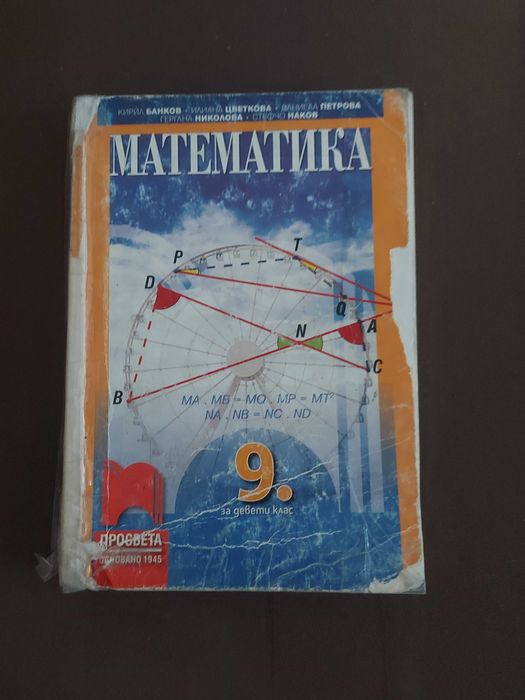 КИРИЛ БАНКОВ • ИЛИАНА ЦВЕТКОВА • ДАНИЕЛА ПЕТРОВА
ГЕРГАНА НИКОЛОВА • СТЕФЧО НАКОВ
МАТЕМАТИКА
P
T
D
Q
A
N
C
B
MA . MB = MQ . MP = MT²
NA . NB = NC . ND
9.
за девети клас
ПРОСВЕТА
ОСНОВАНО 1945